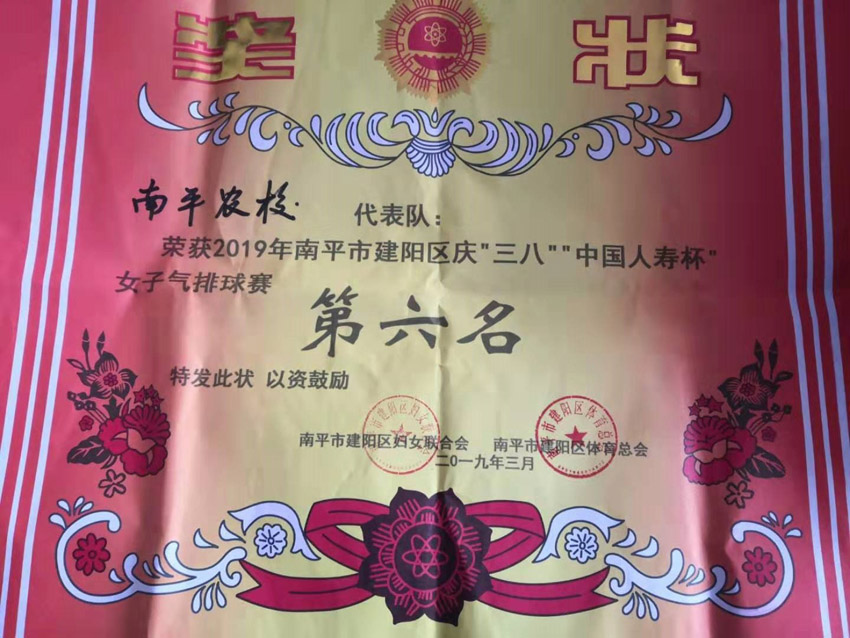 奖 状
南平农校 代表队：
荣获2019年南平市建阳区庆"三八""中国人寿杯"
女子气排球赛
第六名
特发此状 以资鼓励
南平市建阳区妇女联合会 南平市建阳区体育总会
二0一九年三月